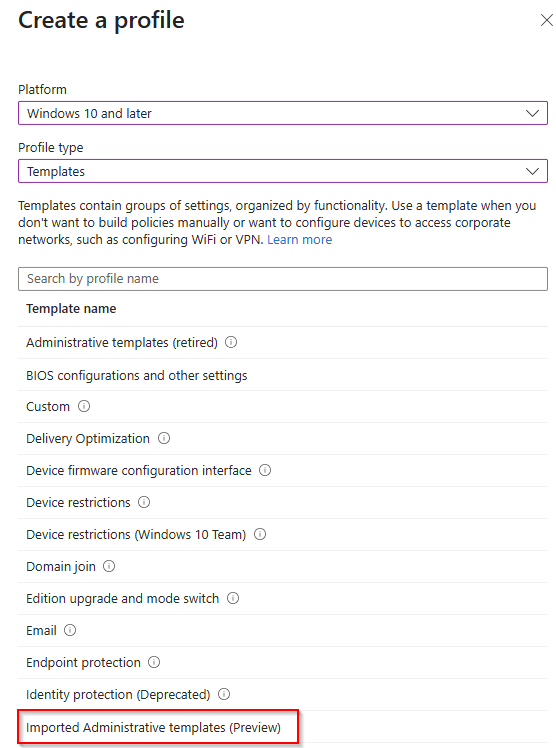 Create a profile
Platform
Windows 10 and later
Profile type
Templates
Templates contain groups of settings, organized by functionality. Use a template when you
don't want to build policies manually or want to configure devices to access corporate
networks, such as configuring WiFi or VPN. Learn more
Search by profile name
Template name
Administrative templates (retired)
BIOS configurations and other settings
Custom
Delivery Optimization
Device firmware configuration interface
Device restrictions
Device restrictions (Windows 10 Team)
Domain join
Edition upgrade and mode switch
Email
Endpoint protection
Identity protection (Deprecated)
Imported Administrative templates (Preview)